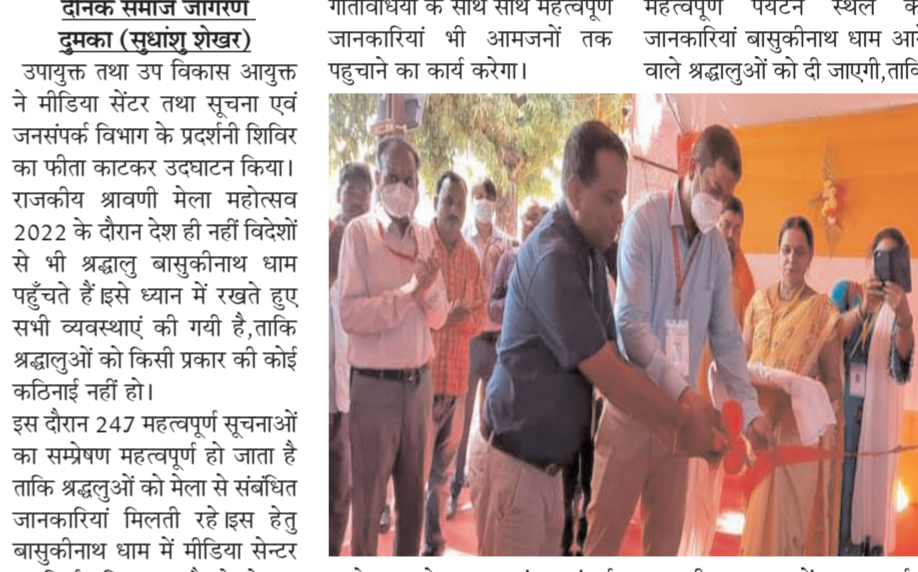 दैनिक समाज जागरण
दुमका (सुधांशु शेखर)
उपायुक्त तथा उप विकास आयुक्त
ने मीडिया सेंटर तथा सूचना एवं
जनसंपर्क विभाग के प्रदर्शनी शिविर
का फीता काटकर उदघाटन किया।
राजकीय श्रावणी मेला महोत्सव
2022 के दौरान देश ही नहीं विदेशों
से भी श्रद्धालु बासुकीनाथ धाम
पहुँचते हैं।इसे ध्यान में रखते हुए
सभी व्यवस्थाएं की गयी है,ताकि
श्रद्धालुओं को किसी प्रकार की कोई
कठिनाई नहीं हो।
इस दौरान 247 महत्वपूर्ण सूचनाओं
का सम्प्रेषण महत्वपूर्ण हो जाता है
ताकि श्रद्धलुओं को मेला से संबंधित
जानकारियां मिलती रहे।इस हेतु
बासुकीनाथ धाम में मीडिया सेन्टर
गतिविधियों के साथ साथ महत्वपूर्ण
जानकारियां भी आमजनों तक
पहुचाने का कार्य करेगा।
महत्वपूर्ण पर्यटन स्थल
जानकारियां बासुकीनाथ धाम आ
वाले श्रद्धालुओं को दी जाएगी,ताकि